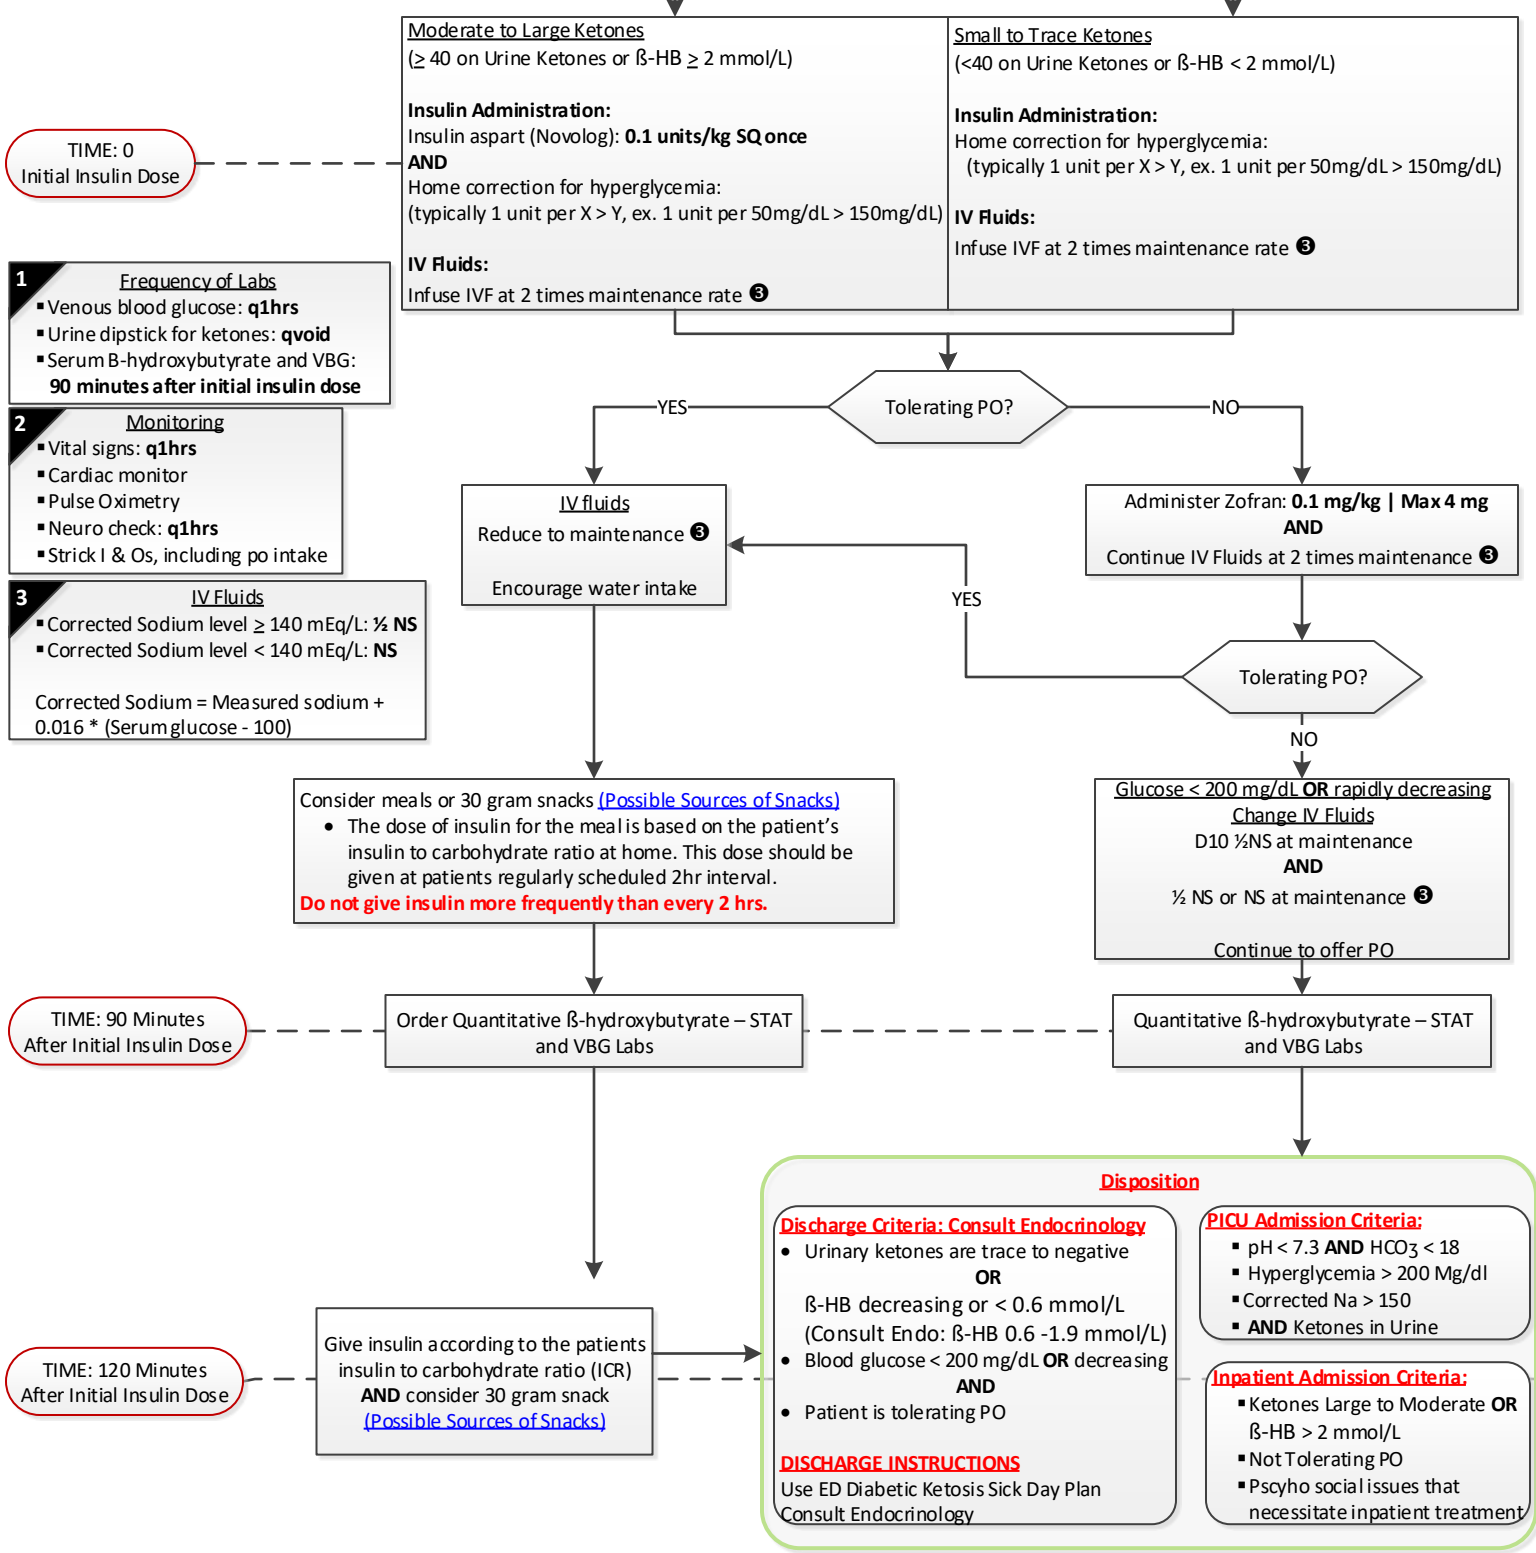 Moderate to Large Ketones
(≥ 40 on Urine Ketones or ß-HB ≥ 2 mmol/L)
Insulin Administration:
Insulin aspart (Novolog): 0.1 units/kg SQ once
AND
Home correction for hyperglycemia:
(typically 1 unit per X > Y, ex. 1 unit per 50mg/dL > 150mg/dL)
IV Fluids:
Infuse IVF at 2 times maintenance rate ❸
Small to Trace Ketones
(<40 on Urine Ketones or ß-HB < 2 mmol/L)
Insulin Administration:
Home correction for hyperglycemia:
(typically 1 unit per X > Y, ex. 1 unit per 50mg/dL > 150mg/dL)
IV Fluids:
Infuse IVF at 2 times maintenance rate ❸
TIME: 0
Initial Insulin Dose
1
Frequency of Labs
▪ Venous blood glucose: q1hrs
▪ Urine dipstick for ketones: qvoid
▪ Serum B-hydroxybutyrate and VBG:
90 minutes after initial insulin dose
2
Monitoring
▪ Vital signs: q1hrs
▪ Cardiac monitor
▪ Pulse Oximetry
▪ Neuro check: q1hrs
▪ Strick I & Os, including po intake
3
IV Fluids
▪ Corrected Sodium level ≥ 140 mEq/L: ½ NS
▪ Corrected Sodium level < 140 mEq/L: NS
Corrected Sodium = Measured sodium +
0.016 * (Serum glucose - 100)
Tolerating PO?
YES
NO
IV fluids
Reduce to maintenance ❸
Encourage water intake
Administer Zofran: 0.1 mg/kg | Max 4 mg
AND
Continue IV Fluids at 2 times maintenance ❸
YES
Tolerating PO?
NO
Consider meals or 30 gram snacks (Possible Sources of Snacks)
• The dose of insulin for the meal is based on the patient's
insulin to carbohydrate ratio at home. This dose should be
given at patients regularly scheduled 2hr interval.
Do not give insulin more frequently than every 2 hrs.
Glucose < 200 mg/dL OR rapidly decreasing
Change IV Fluids
D10 ½NS at maintenance
AND
½ NS or NS at maintenance ❸
Continue to offer PO
TIME: 90 Minutes
After Initial Insulin Dose
Order Quantitative ß-hydroxybutyrate – STAT
and VBG Labs
Quantitative ß-hydroxybutyrate – STAT
and VBG Labs
TIME: 120 Minutes
After Initial Insulin Dose
Give insulin according to the patients
insulin to carbohydrate ratio (ICR)
AND consider 30 gram snack
(Possible Sources of Snacks)
Disposition
Discharge Criteria: Consult Endocrinology
• Urinary ketones are trace to negative
OR
ß-HB decreasing or < 0.6 mmol/L
(Consult Endo: ß-HB 0.6 -1.9 mmol/L)
• Blood glucose < 200 mg/dL OR decreasing
AND
• Patient is tolerating PO
DISCHARGE INSTRUCTIONS
Use ED Diabetic Ketosis Sick Day Plan
Consult Endocrinology
PICU Admission Criteria:
▪ pH < 7.3 AND HCO3 < 18
▪ Hyperglycemia > 200 Mg/dl
▪ Corrected Na > 150
▪ AND Ketones in Urine
Inpatient Admission Criteria:
▪ Ketones Large to Moderate OR
ß-HB > 2 mmol/L
▪ Not Tolerating PO
▪ Pscyho social issues that
necessitate inpatient treatment